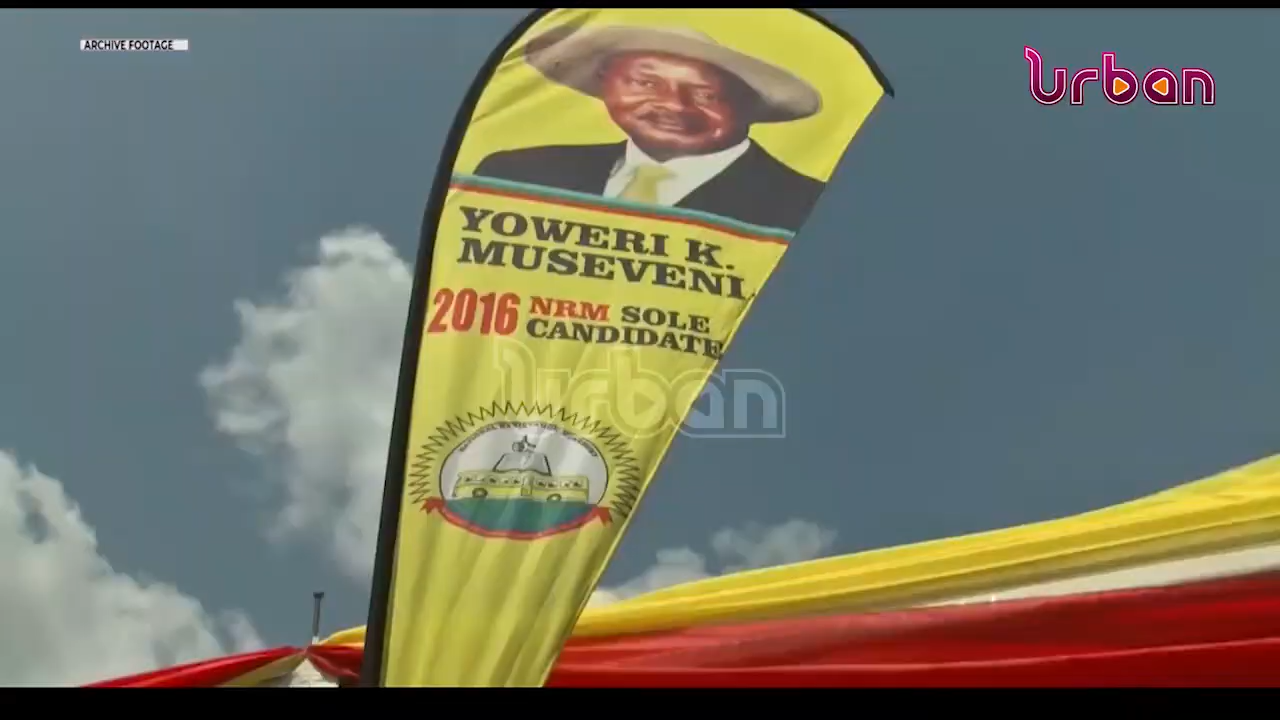 ARCHIVE FOOTAGE
Urban
YOWERI K.
MUSEVENI
2016 NRM SOLE
CANDIDATE
Urban